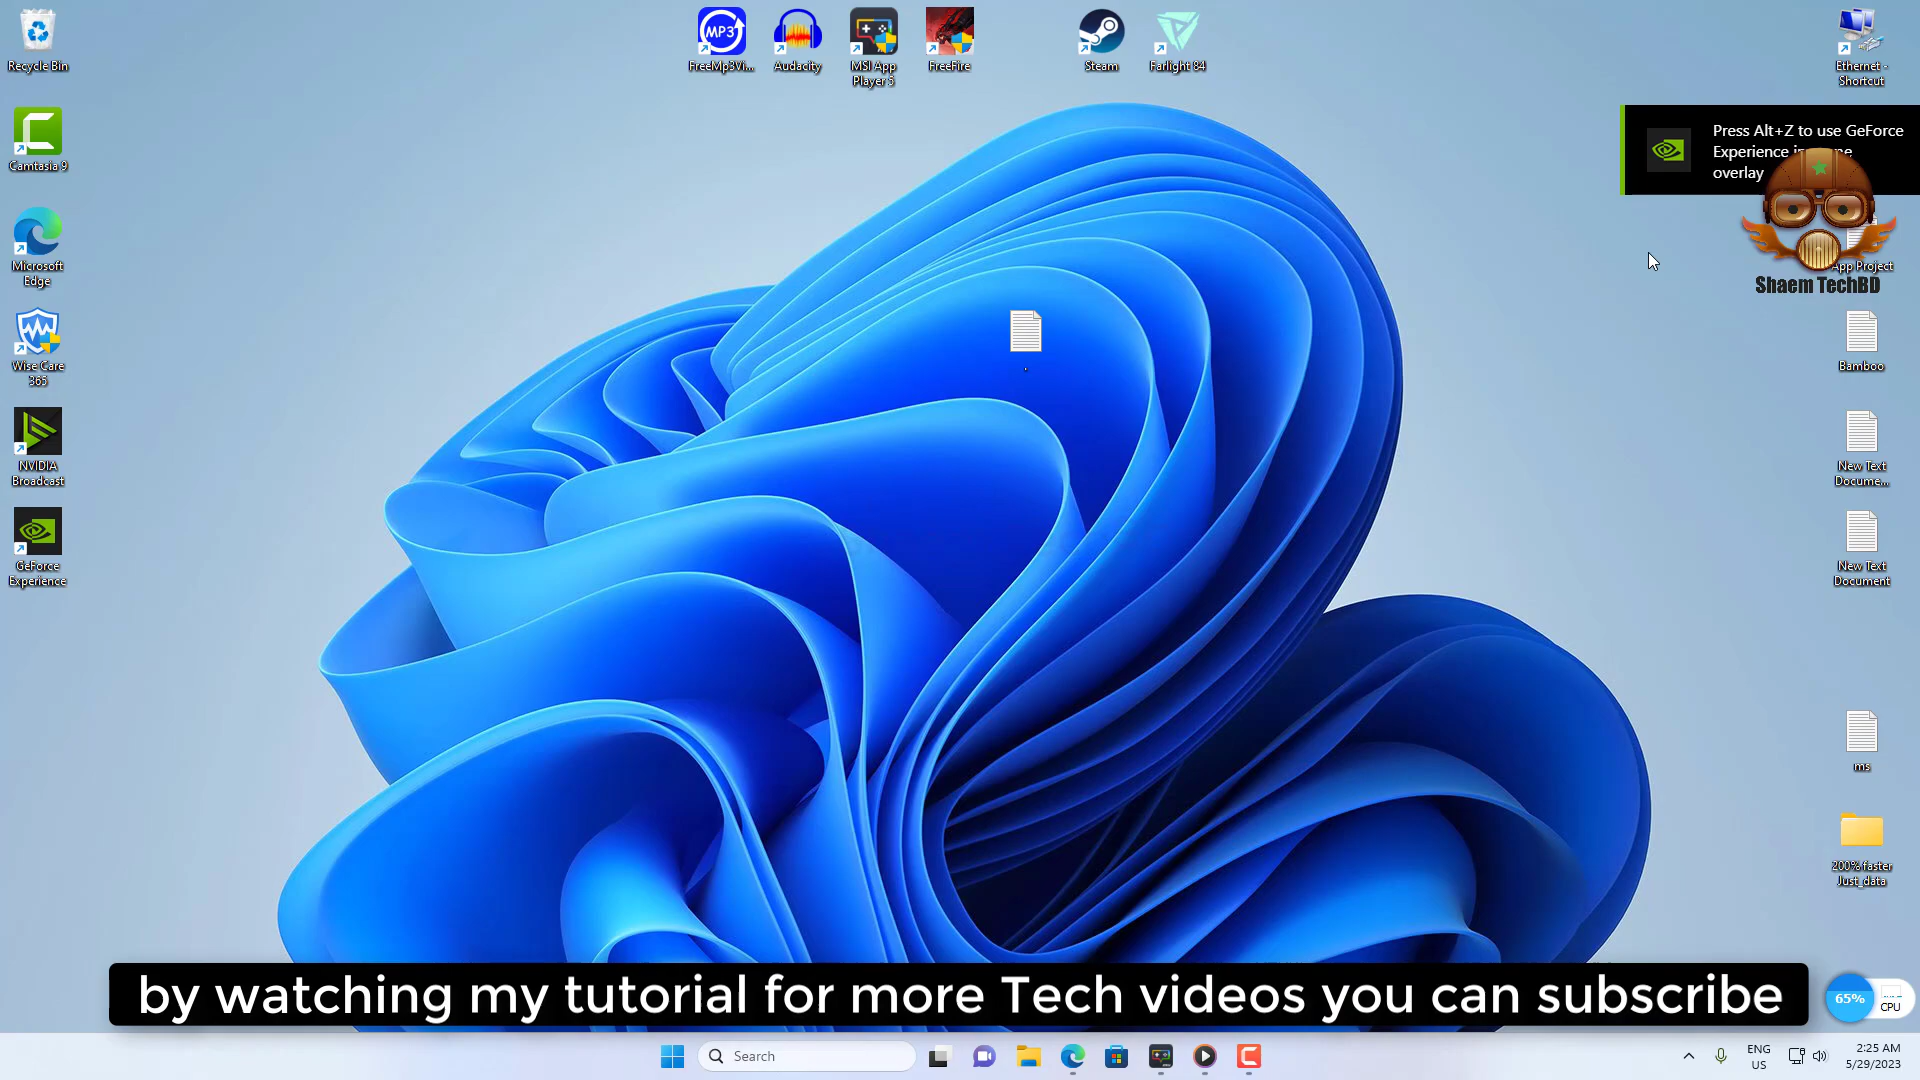 Recycle Bin
Camtasia 9
Microsoft
Edge
Wise Care
365
NVIDIA
Broadcast
GeForce
Experience
MP3
FreeMp3Vi...
Audacity
MSI App
Player 5
FreeFire
Steam
Farlight 84
Ethernet -
Shortcut
Press Alt+Z to use GeForce
Experience
overlay
App Project
Shaem TechBD
Bamboo
New Text
Docume...
New Text
Document
ms
200% faster
Just_data
.
by watching my tutorial for more Tech videos you can subscribe
65%
CPU
Search
ENG
US
2:25 AM
5/29/2023